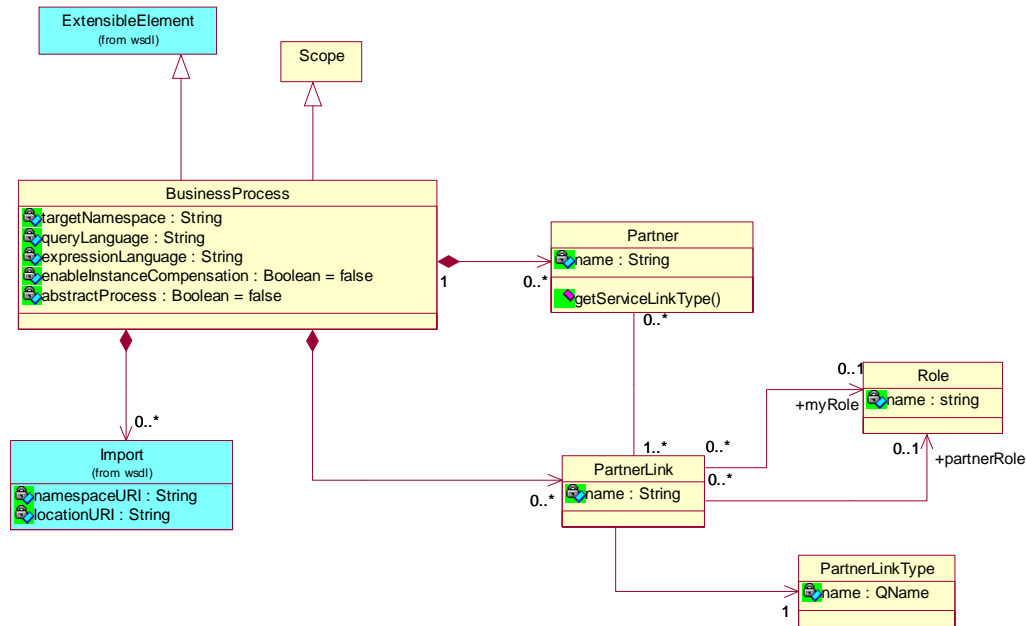 ExtensibleElement
(from wsdl)
Scope
BusinessProcess
targetNamespace : String
queryLanguage : String
expressionLanguage : String
enableInstanceCompensation : Boolean = false
abstractProcess : Boolean = false
1
0..*
Partner
name : String
getServiceLinkType()
0..*
0..*
Import
(from wsdl)
namespaceURI : String
locationURI : String
0..*
1..*
PartnerLink
name : String
0..*
0..*
0..1
+myRole
Role
name : string
0..1
+partnerRole
PartnerLinkType
name : QName
1